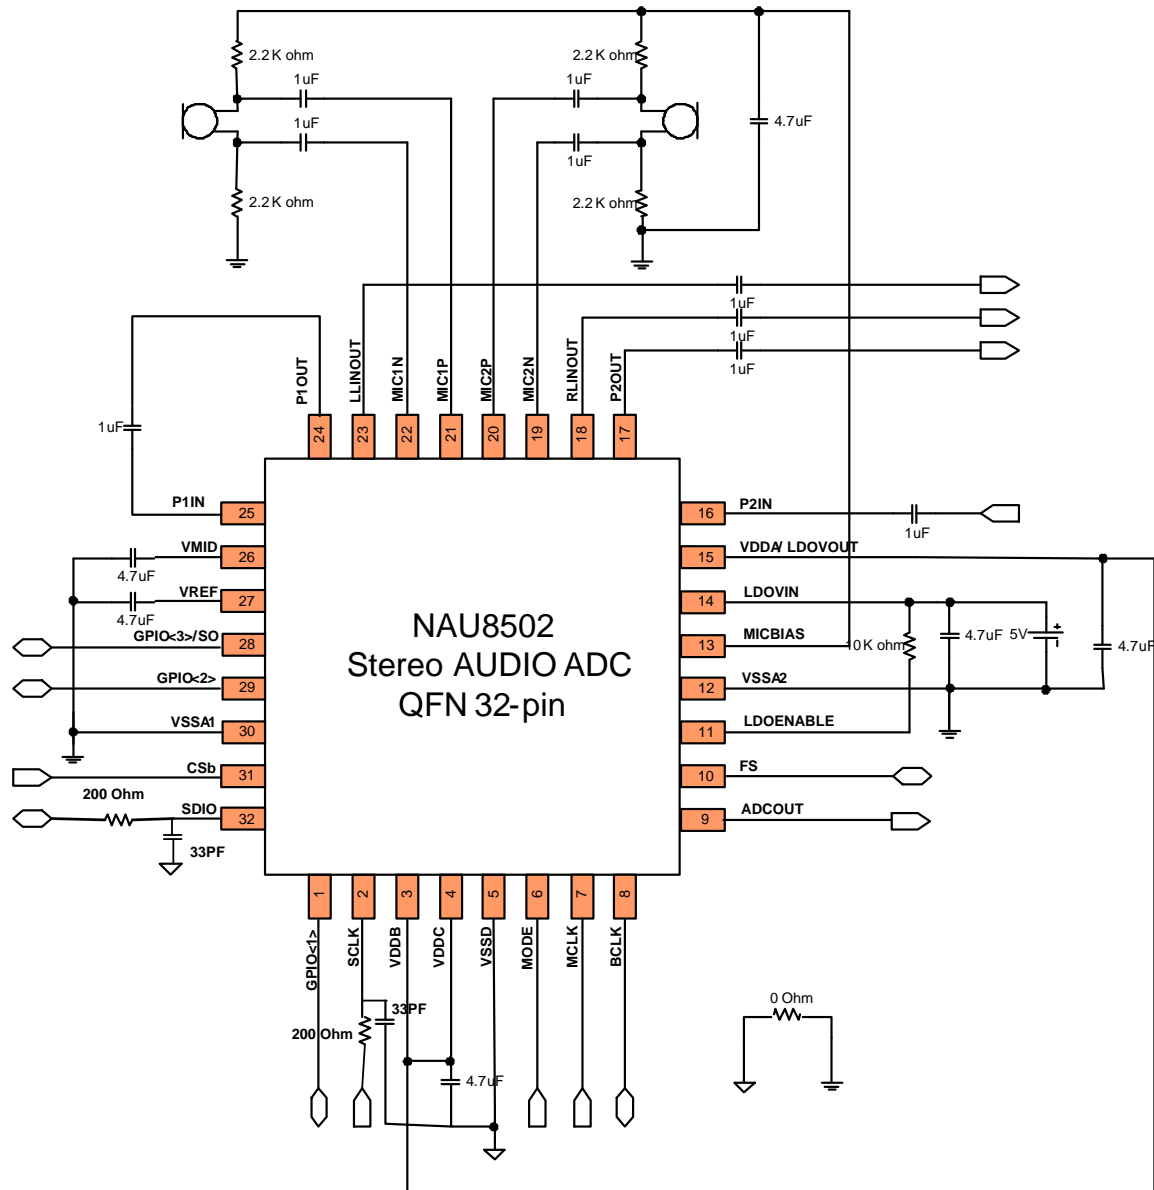 2.2K ohm
2.2K ohm
1uF
1uF
1uF
4.7uF
1uF
2.2K ohm
2.2K ohm
1uF
1uF
1uF
P1OUT
LLINOUT
MIC1N
MIC1P
MIC2P
MIC2N
RLINOUT
P2OUT
1uF
24
23
22
21
20
19
18
17
P1IN
25
16
P2IN
1uF
VMID
26
15
VDDA/ LDOVOUT
4.7uF
VREF
27
14
LDOVIN
4.7uF
GPIO<3>/SO
28
13
MICBIAS
10K ohm
4.7uF
5V
+
4.7uF
NAU8502
Stereo AUDIO ADC
QFN 32-pin
GPIO<2>
29
12
VSSA2
VSSA1
30
11
LDOENABLE
CSb
31
10
FS
200 Ohm
SDIO
32
9
ADCOUT
33PF
1
2
3
4
5
6
7
8
GPIO<1>
SCLK
VDDB
VDDC
VSSD
MODE
MCLK
BCLK
33PF
200 Ohm
4.7uF
0 Ohm